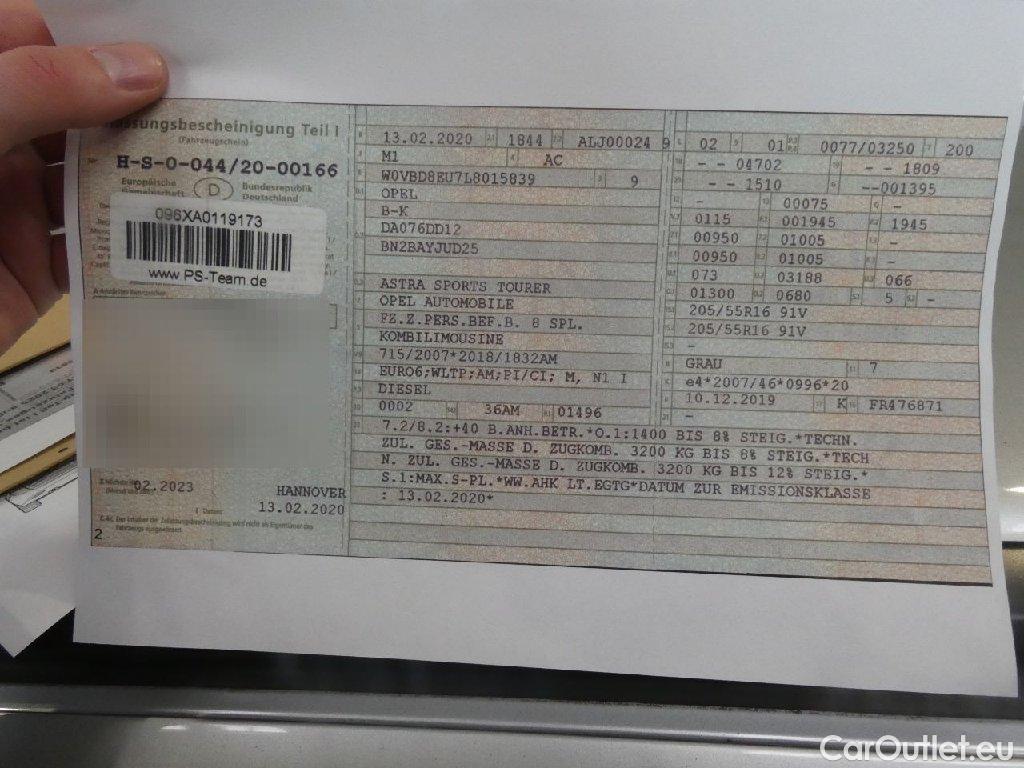 Zulassungsbescheinigung Teil I
(Fahrzeugschein)
Nr. H-S-0-044/20-00166
Europäische Gemeinschaft D Bundesrepublik Deutschland
096XA0119173
www.PS-Team.de
02.2023
HANNOVER
13.02.2020
2
13.02.2020 1844 ALJ00024 9
M1 AC
W0VBD8EU7L8015839 9
OPEL
B-K
DA076DD12
BN2BAYJUD25
ASTRA SPORTS TOURER
OPEL AUTOMOBILE
FZ.Z.PERS.BEF.B. 8 SPL.
KOMBILIMOUSINE
715/2007*2018/1832AM
EURO6;WLTP;AM;PI/CI; M, N1 I
DIESEL
0002 36AM 01496
02 01 0077/03250 200
- - 04702 - - 1809
- - 1510 --001395
- 00075 -
0115 001945 1945
00950 01005 -
00950 01005 -
073 03188 066
01300 0680 5 -
205/55R16 91V
205/55R16 91V
-
GRAU 7
e4*2007/46*0996*20
10.12.2019 K FR476871
-
7.2/8.2:+40 B.ANH.BETR.*O.1:1400 BIS 8% STEIG.*TECHN.
ZUL. GES.-MASSE D. ZUGKOMB. 3200 KG BIS 8% STEIG.*TECH
N. ZUL. GES.-MASSE D. ZUGKOMB. 3200 KG BIS 12% STEIG.*
S.1:MAX.S-PL.*WW.AHK LT.EGTG*DATUM ZUR EMISSIONSKLASSE
: 13.02.2020*
CarOutlet.eu